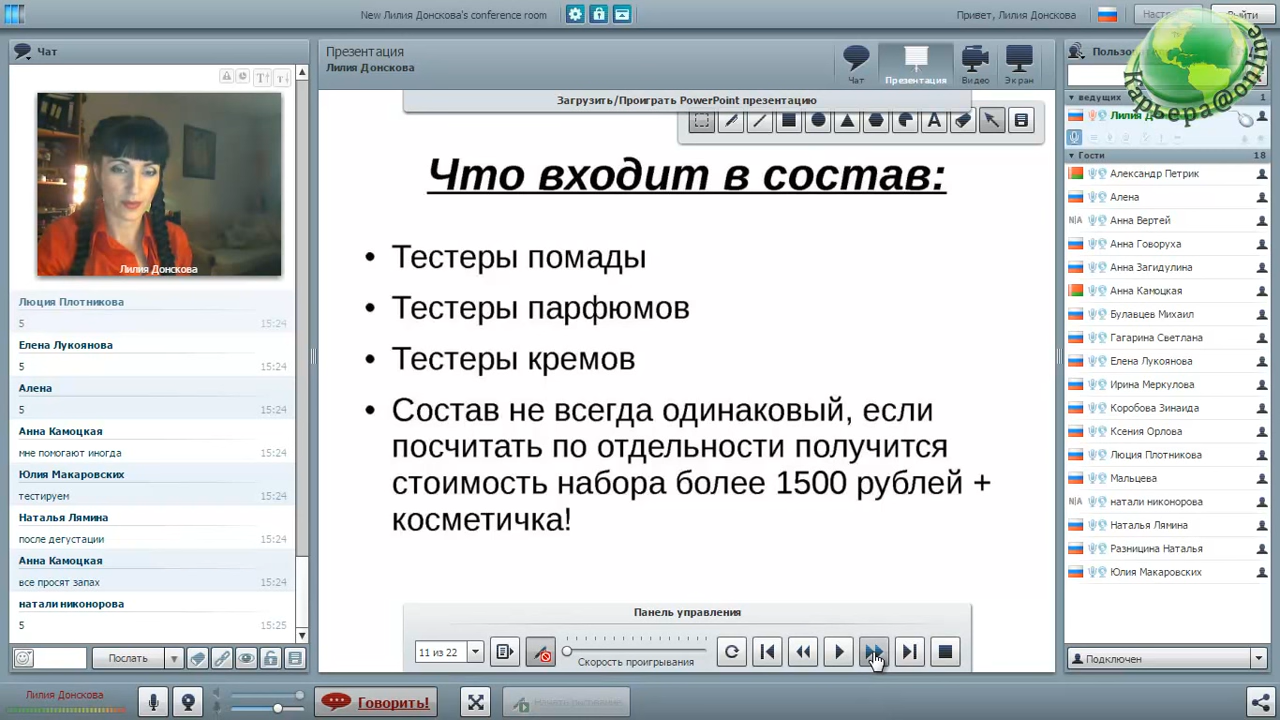 New Лилия Донскова's conference room
Привет, Лилия Донскова
Выйти
Чат
Лилия Донскова
Люция Плотникова
5
15:24
Елена Лукоянова
5
15:24
Алена
5
15:24
Анна Камоцкая
мне помогают иногда
15:24
Юлия Макаровских
тестируем
15:24
Наталья Лямина
после дегустации
15:24
Анна Камоцкая
все просят запах
15:24
натали никонорова
5
15:25
Послать
Презентация
Лилия Донскова
Чат
Презентация
Видео
Экран
Загрузить/Проиграть PowerPoint презентацию
Что входит в состав:
• Тестеры помады
• Тестеры парфюмов
• Тестеры кремов
• Состав не всегда одинаковый, если
посчитать по отдельности получится
стоимость набора более 1500 рублей +
косметичка!
Панель управления
11 из 22
Скорость проигрывания
карьера@online
ведущих 1
Гости 18
Александр Петрик
Алена
N/A Анна Вертей
Анна Говоруха
Анна Загидулина
Анна Камоцкая
Булавцев Михаил
Гагарина Светлана
Елена Лукоянова
Ирина Меркулова
Коробова Зинаида
Ксения Орлова
Люция Плотникова
Мальцева
N/A натали никонорова
Наталья Лямина
Разницина Наталья
Юлия Макаровских
Подключен
Лилия Донскова
Говорить!